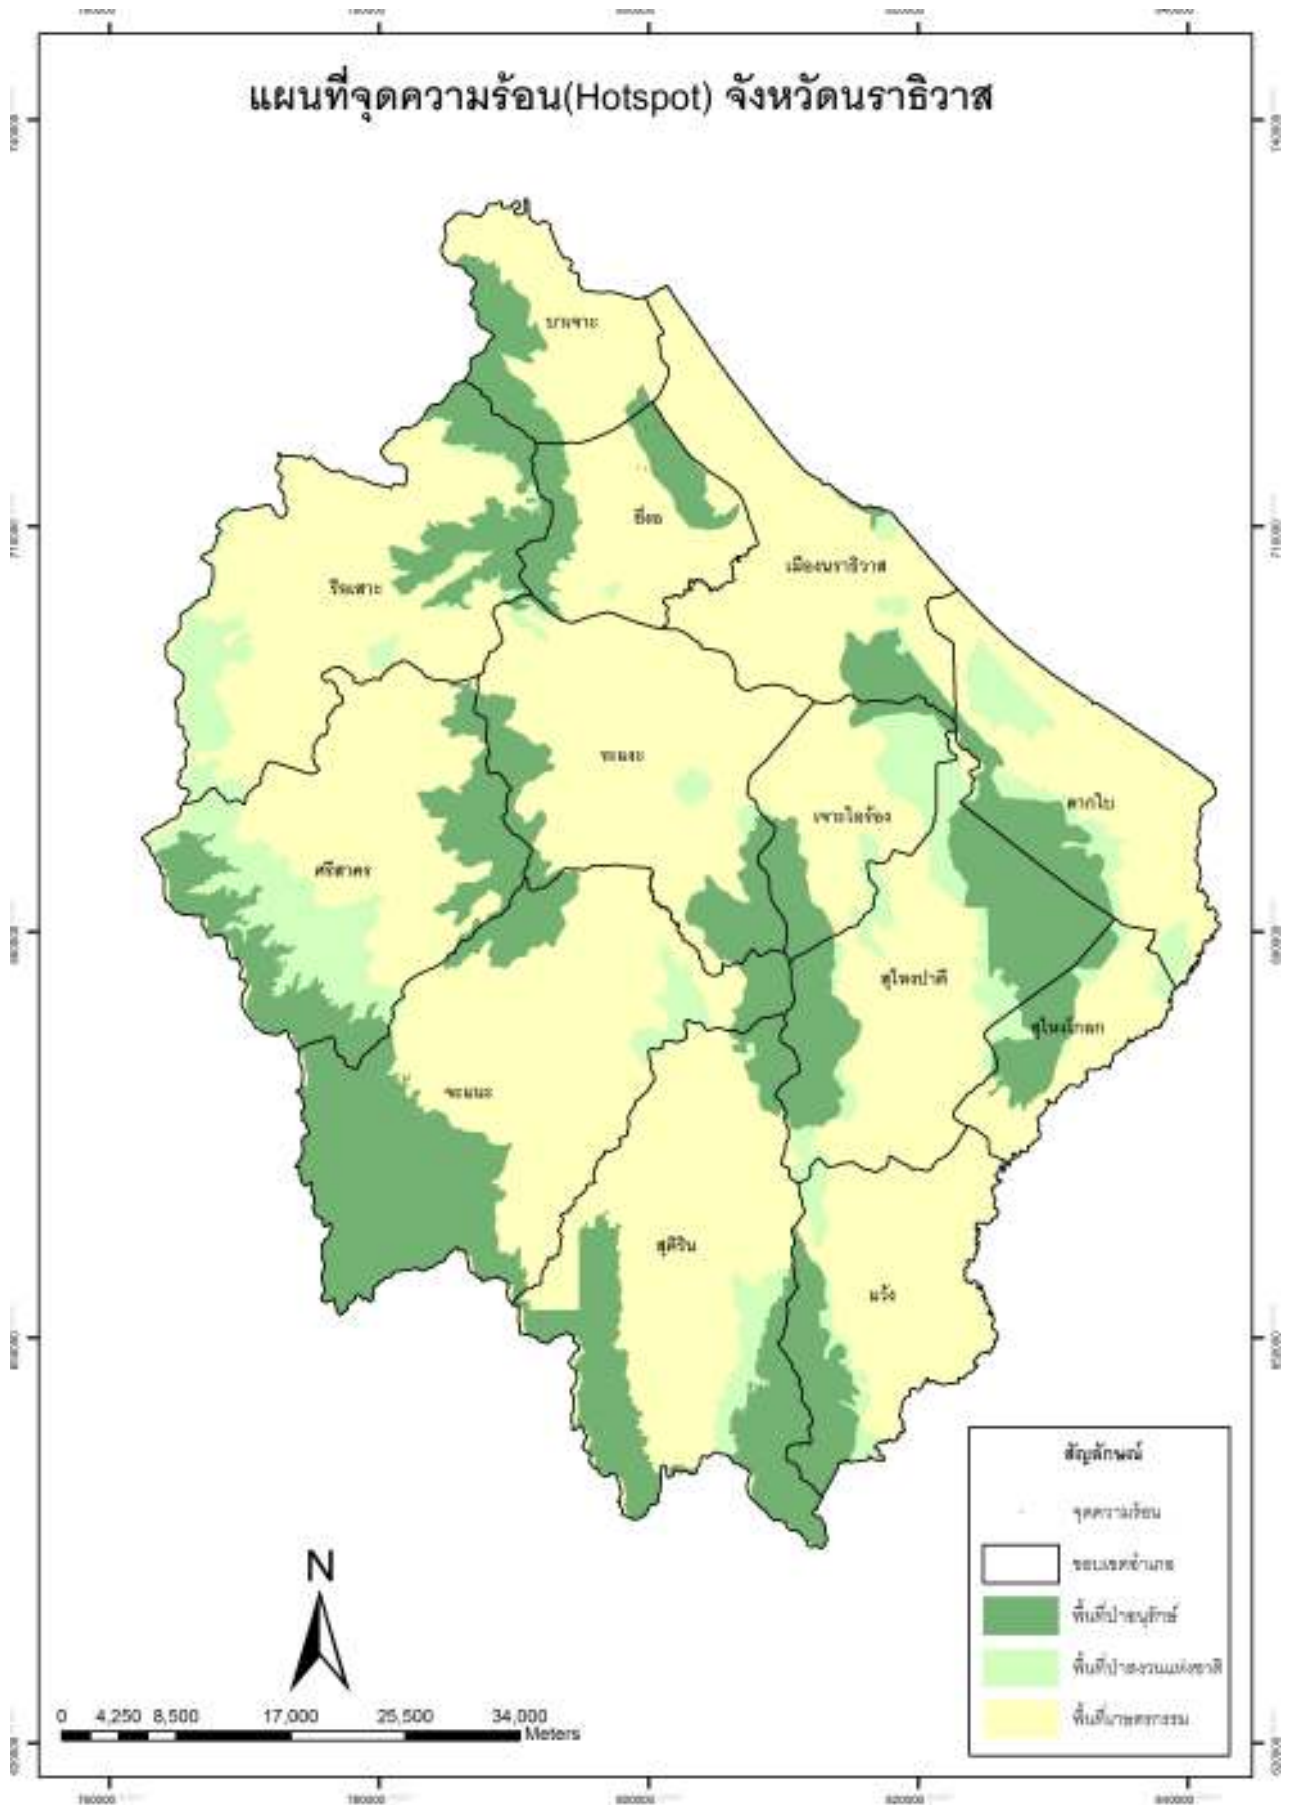 แผนที่จุดความร้อน(Hotspot) จังหวัดนราธิวาส
บาเจาะ
ยี่งอ
เมืองนราธิวาส
รือเสาะ
ระแงะ
ตากใบ
เจาะไอร้อง
ศรีสาคร
สุไหงปาดี
สุไหงโกลก
จะแนะ
สุคิริน
แว้ง
สัญลักษณ์
จุดความร้อน
ขอบเขตอำเภอ
พื้นที่ป่าอนุรักษ์
พื้นที่ป่าสงวนแห่งชาติ
พื้นที่เกษตรกรรม
N
0 4,250 8,500 17,000 25,500 34,000
Meters